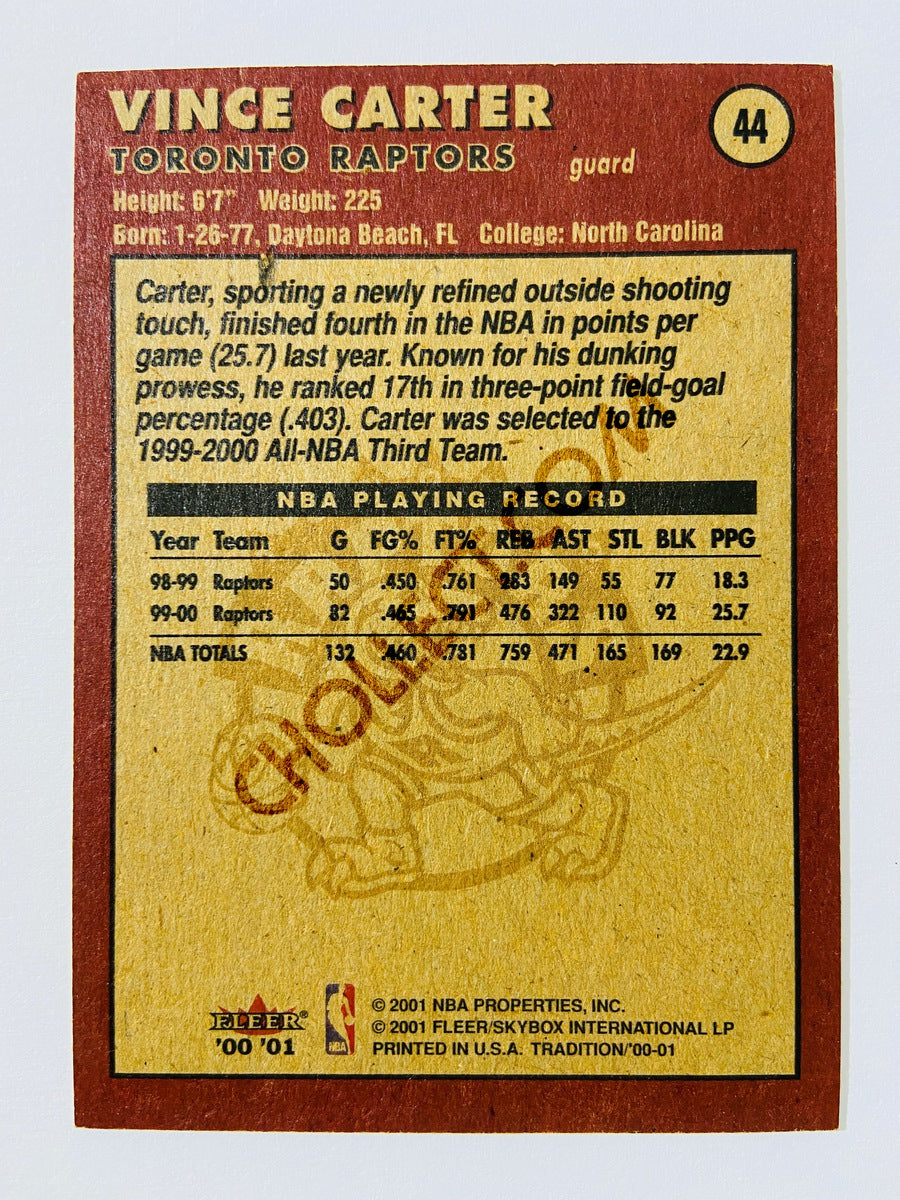 VINCE CARTER
44
TORONTO RAPTORS guard
Height: 6'7" Weight: 225
Born: 1-26-77, Daytona Beach, FL College: North Carolina
Carter, sporting a newly refined outside shooting
touch, finished fourth in the NBA in points per
game (25.7) last year. Known for his dunking
prowess, he ranked 17th in three-point field-goal
percentage (.403). Carter was selected to the
1999-2000 All-NBA Third Team.
NBA PLAYING RECORD
Year Team G FG% FT% REB AST STL BLK PPG
98-99 Raptors 50 .450 .761 283 149 55 77 18.3
99-00 Raptors 82 .465 .791 476 322 110 92 25.7
NBA TOTALS 132 .460 .781 759 471 165 169 22.9
CHOLLECT.COM
FLEER®
'00 '01
NBA
© 2001 NBA PROPERTIES, INC.
© 2001 FLEER/SKYBOX INTERNATIONAL LP
PRINTED IN U.S.A. TRADITION/'00-01